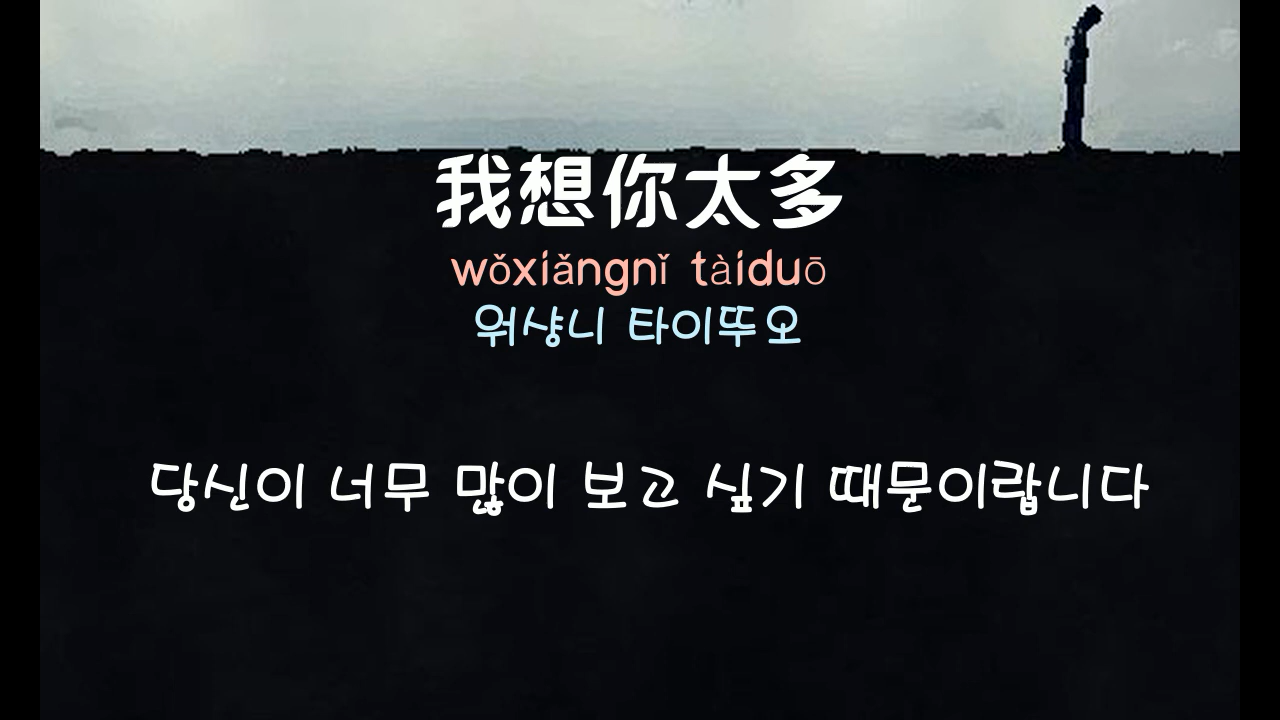 我想你太多
wǒxiǎngnǐ tàiduō
워샹니 타이뚜오
당신이 너무 많이 보고 싶기 때문이랍니다